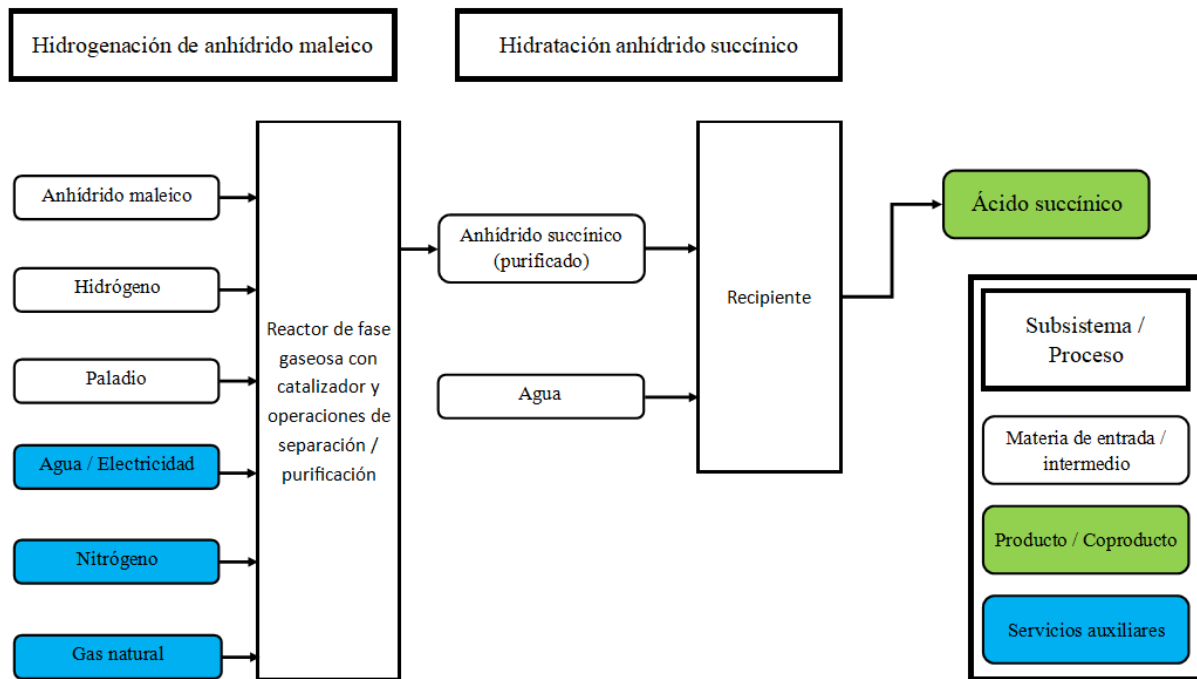 Hidrogenación de anhídrido maleico
Hidratación anhídrido succínico
Anhídrido maleico
Hidrógeno
Paladio
Agua / Electricidad
Nitrógeno
Gas natural
Reactor de fase
gaseosa con
catalizador y
operaciones de
separación /
purificación
Anhídrido succínico
(purificado)
Agua
Recipiente
Ácido succínico
Subsistema /
Proceso
Materia de entrada /
intermedio
Producto / Coproducto
Servicios auxiliares